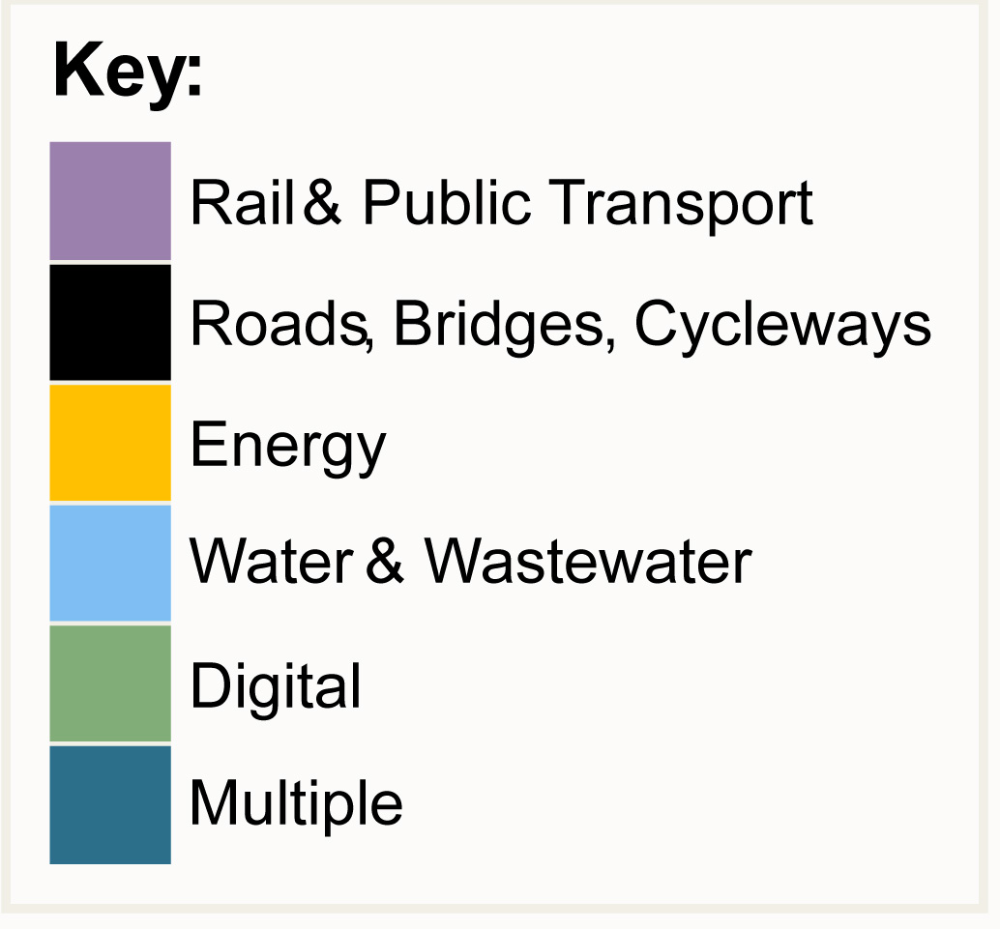 Key:
Rail & Public Transport
Roads, Bridges, Cycleways
Energy
Water & Wastewater
Digital
Multiple